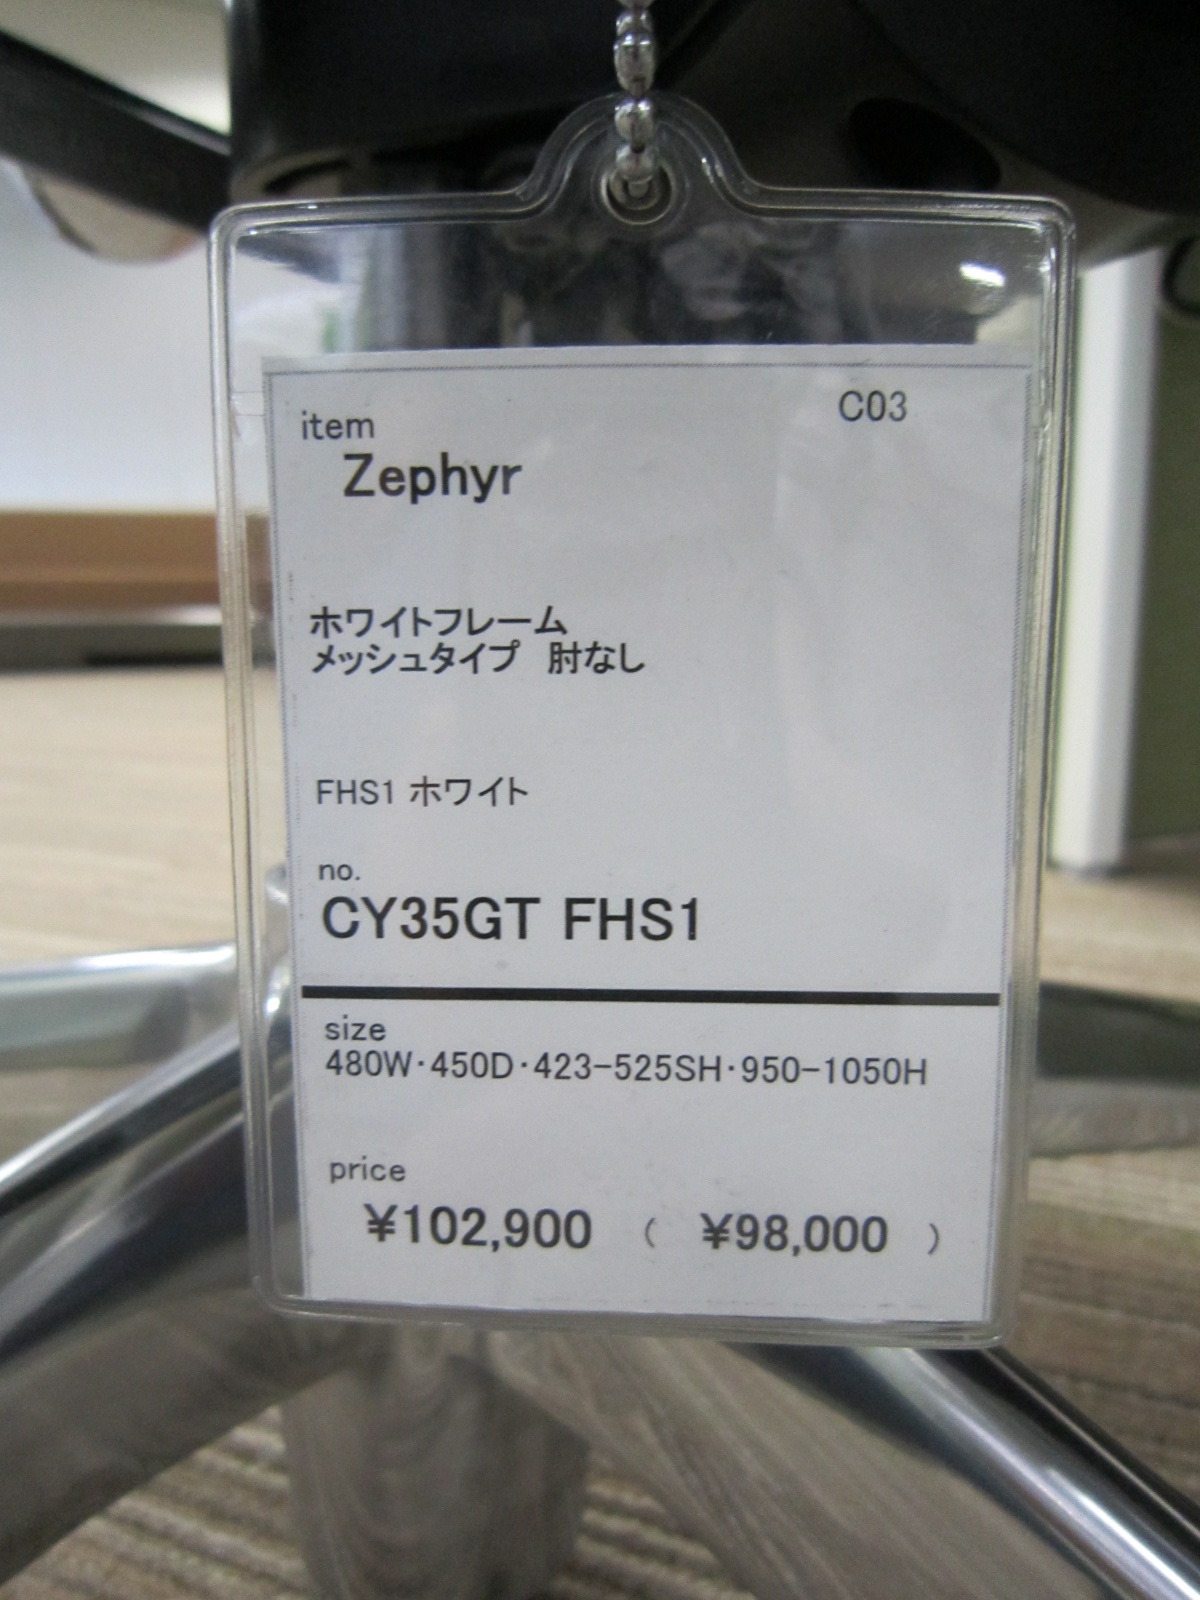 C03
item
Zephyr
ホワイトフレーム
メッシュタイプ 肘なし
FHS1 ホワイト
no.
CY35GT FHS1
size
480W･450D･423-525SH･950-1050H
price
¥102,900 ( ¥98,000 )